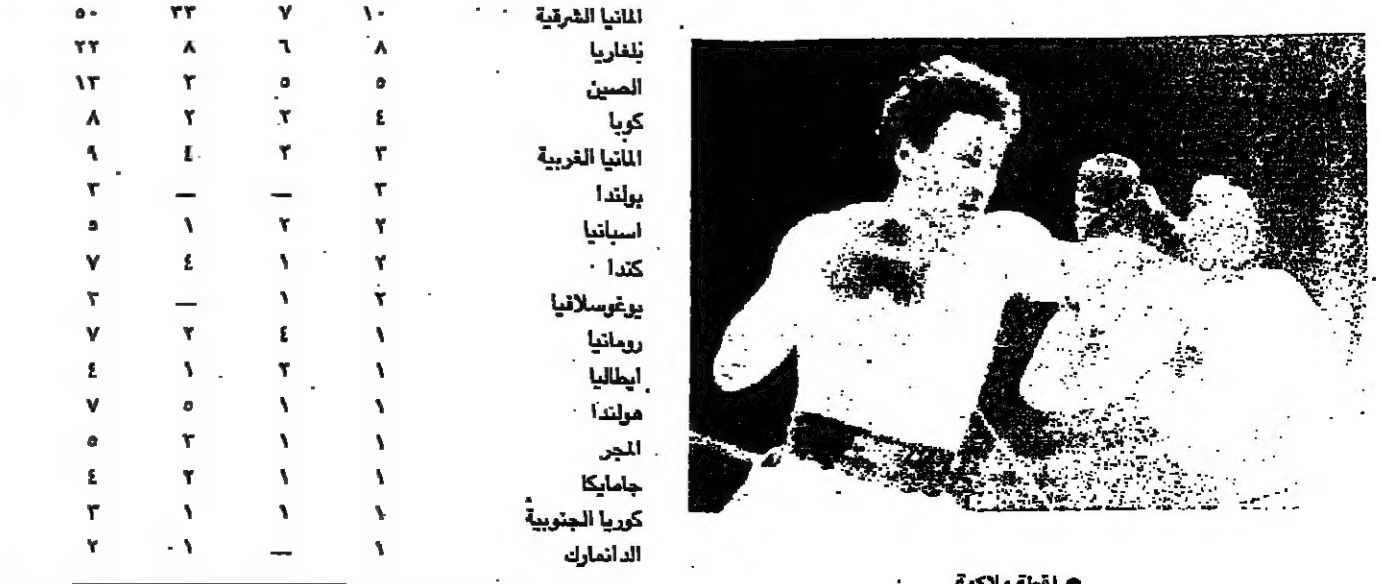 المانيا الشرقية ١٠ ٧ ٣٣ ٥٠
بلغاريا ٨ ٦ ٨ ٢٢
الصين ٥ ٥ ٣ ١٣
كوبا ٤ ٢ ٢ ٨
المانيا الغربية ٣ ٢ ٤ ٩
بولندا ٣ — — ٣
اسبانيا ٢ ٢ ١ ٥
كندا ٢ ١ ٤ ٧
يوغوسلافيا ٢ ١ — ٣
رومانيا ١ ٤ ٢ ٧
أيطاليا ١ ٢ ١ ٤
هولندا ١ ١ ٥ ٧
المجر ١ ١ ٣ ٥
جامايكا ١ ١ ٢ ٤
كوريا الجنوبية ١ ١ ١ ٣
الدانمارك ١ — ١ ٢
● لقطة ملاكمة